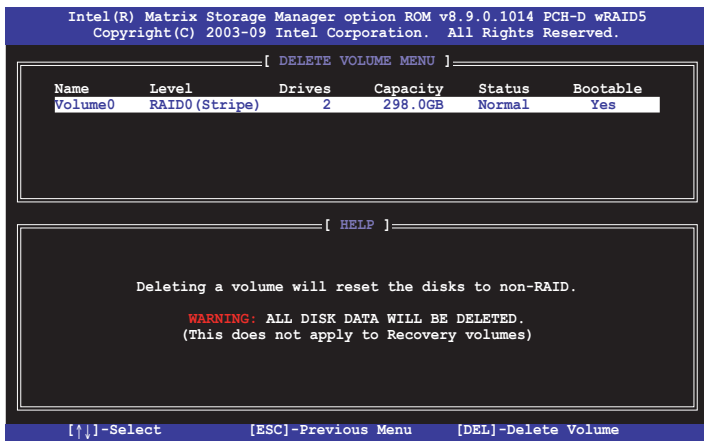 Intel(R) Matrix Storage Manager option ROM v8.9.0.1014 PCH-D wRAID5
Copyright(C) 2003-09 Intel Corporation. All Rights Reserved.
[ DELETE VOLUME MENU ]
Name Level Drives Capacity Status Bootable
Volume0 RAID0(Stripe) 2 298.0GB Normal Yes
[ HELP ]
Deleting a volume will reset the disks to non-RAID.
WARNING: ALL DISK DATA WILL BE DELETED.
(This does not apply to Recovery volumes)
[↑↓]-Select [ESC]-Previous Menu [DEL]-Delete Volume